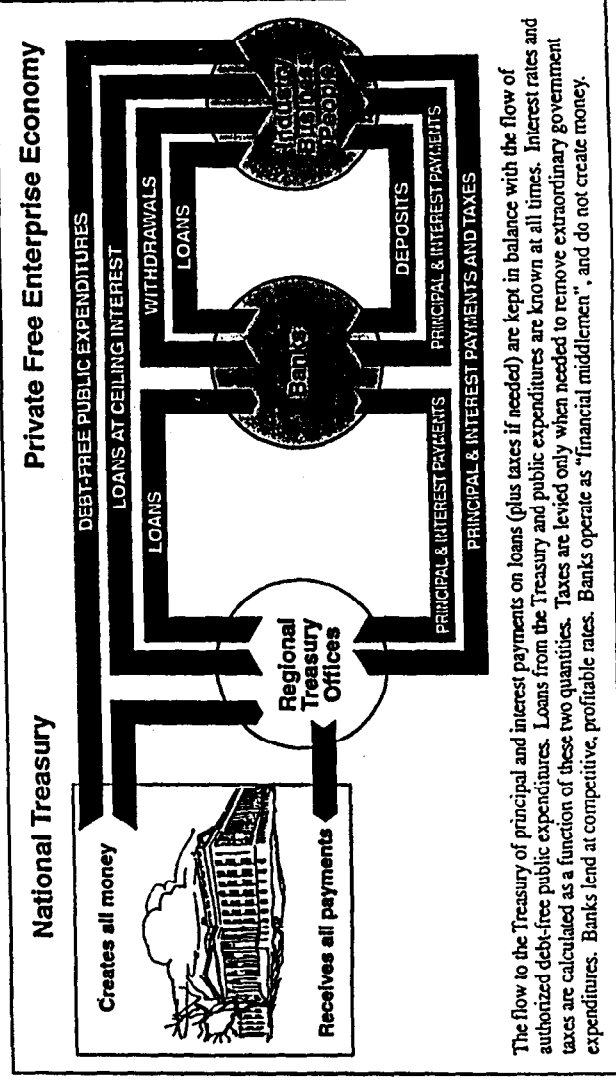 National Treasury
Private Free Enterprise Economy
DEBT-FREE PUBLIC EXPENDITURES
LOANS AT CEILING INTEREST
WITHDRAWALS
LOANS
LOANS
Creates all money
Regional
Treasury
Offices
Banks
Industry
Business
People
Receives all payments
DEPOSITS
PRINCIPAL & INTEREST PAYMENTS
PRINCIPAL & INTEREST PAYMENTS
PRINCIPAL & INTEREST PAYMENTS AND TAXES
The flow to the Treasury of principal and interest payments on loans (plus taxes if needed) are kept in balance with the flow of
authorized debt-free public expenditures. Loans from the Treasury and public expenditures are known at all times. Interest rates and
taxes are calculated as a function of these two quantities. Taxes are levied only when needed to remove extraordinary government
expenditures. Banks lend at competitive, profitable rates. Banks operate as "financial middlemen", and do not create money.